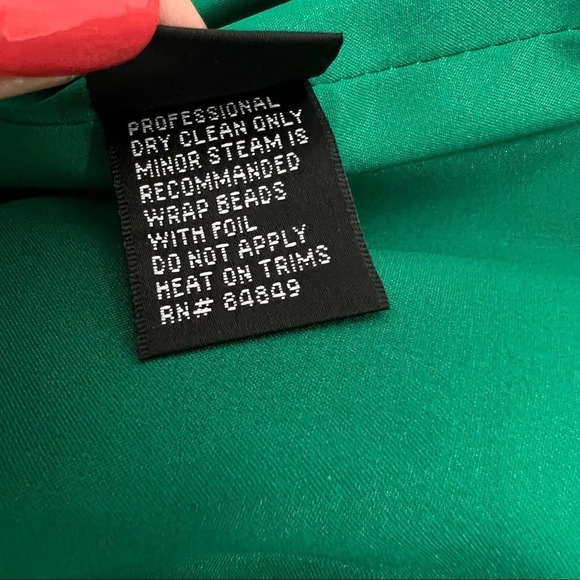 PROFESSIONAL
DRY CLEAN ONLY
MINOR STEAM IS
RECOMMANDED
WRAP BEADS
WITH FOIL
DO NOT APPLY
HEAT ON TRIMS
RN# 84849